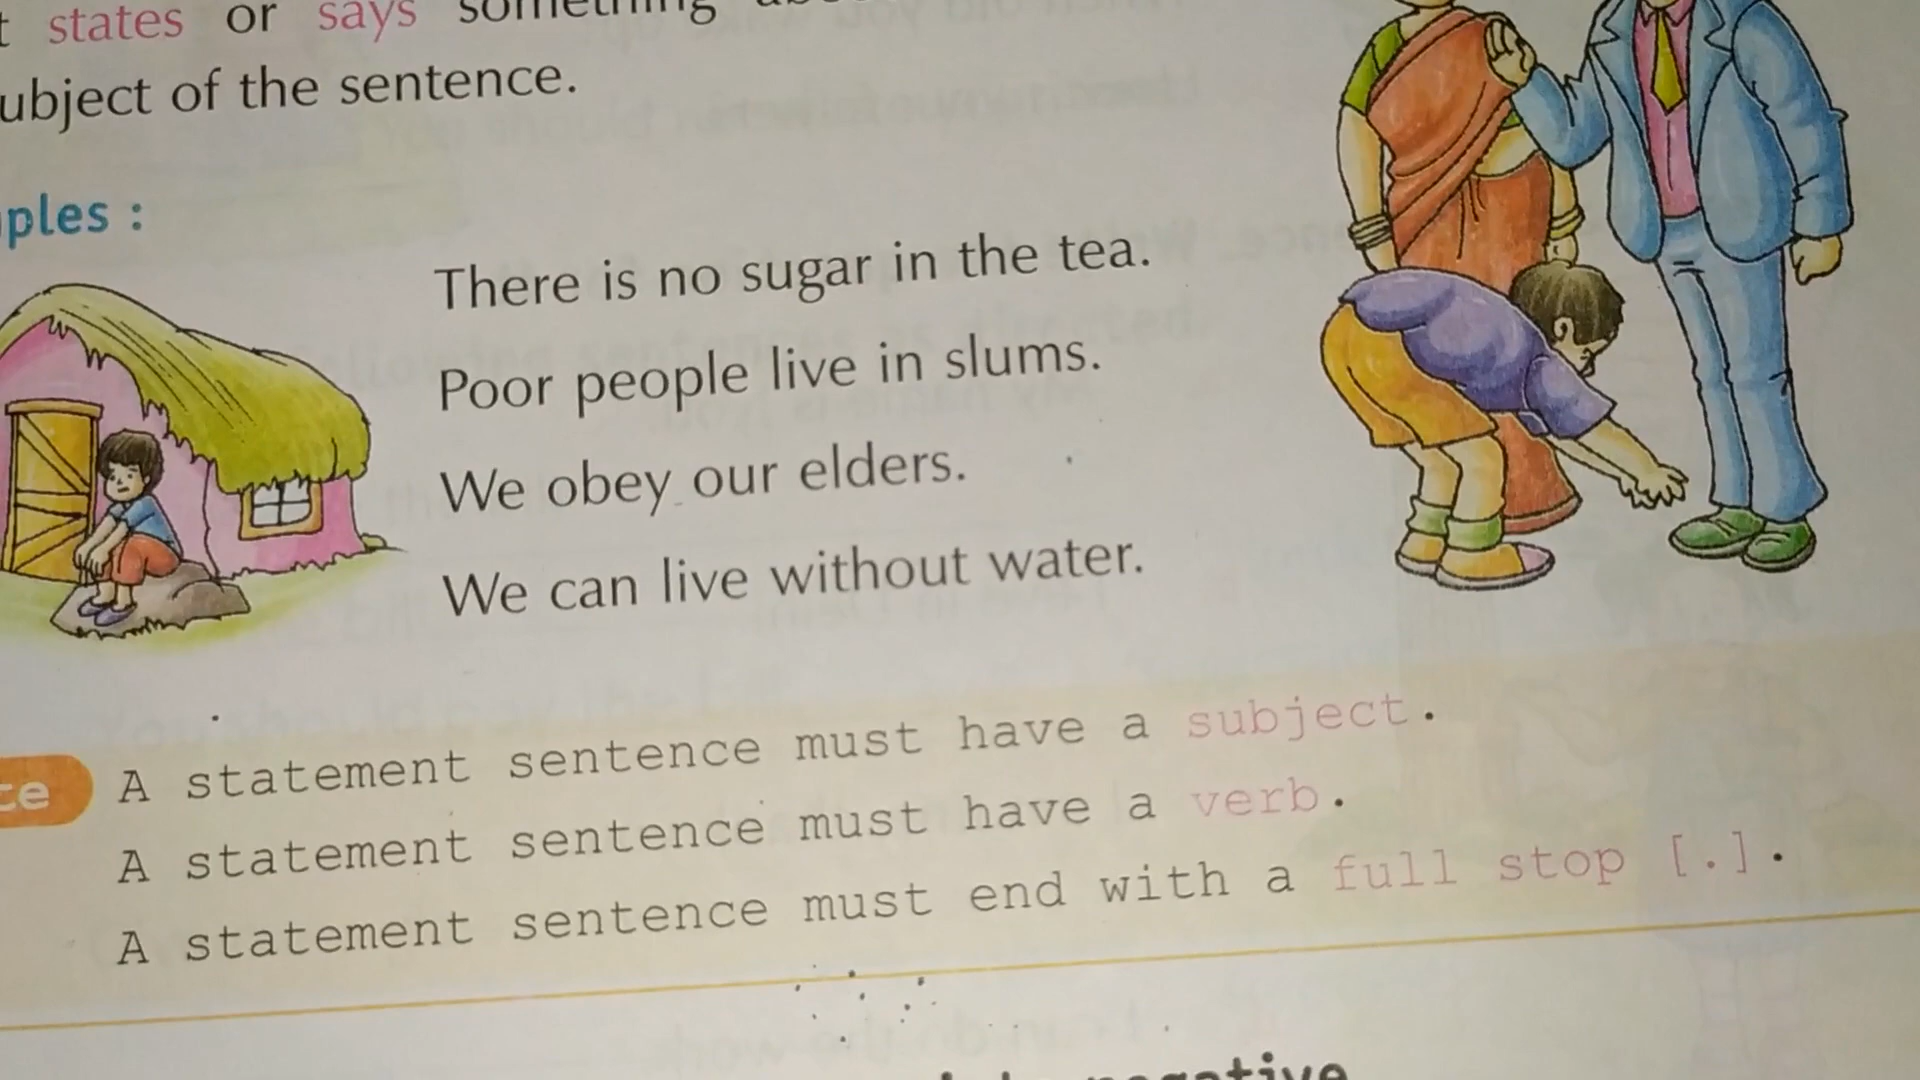 states or says something
ubject of the sentence.
ples :
There is no sugar in the tea.
Poor people live in slums.
We obey our elders.
We can live without water.
te A statement sentence must have a subject.
A statement sentence must have a verb.
A statement sentence must end with a full stop [.].
negative